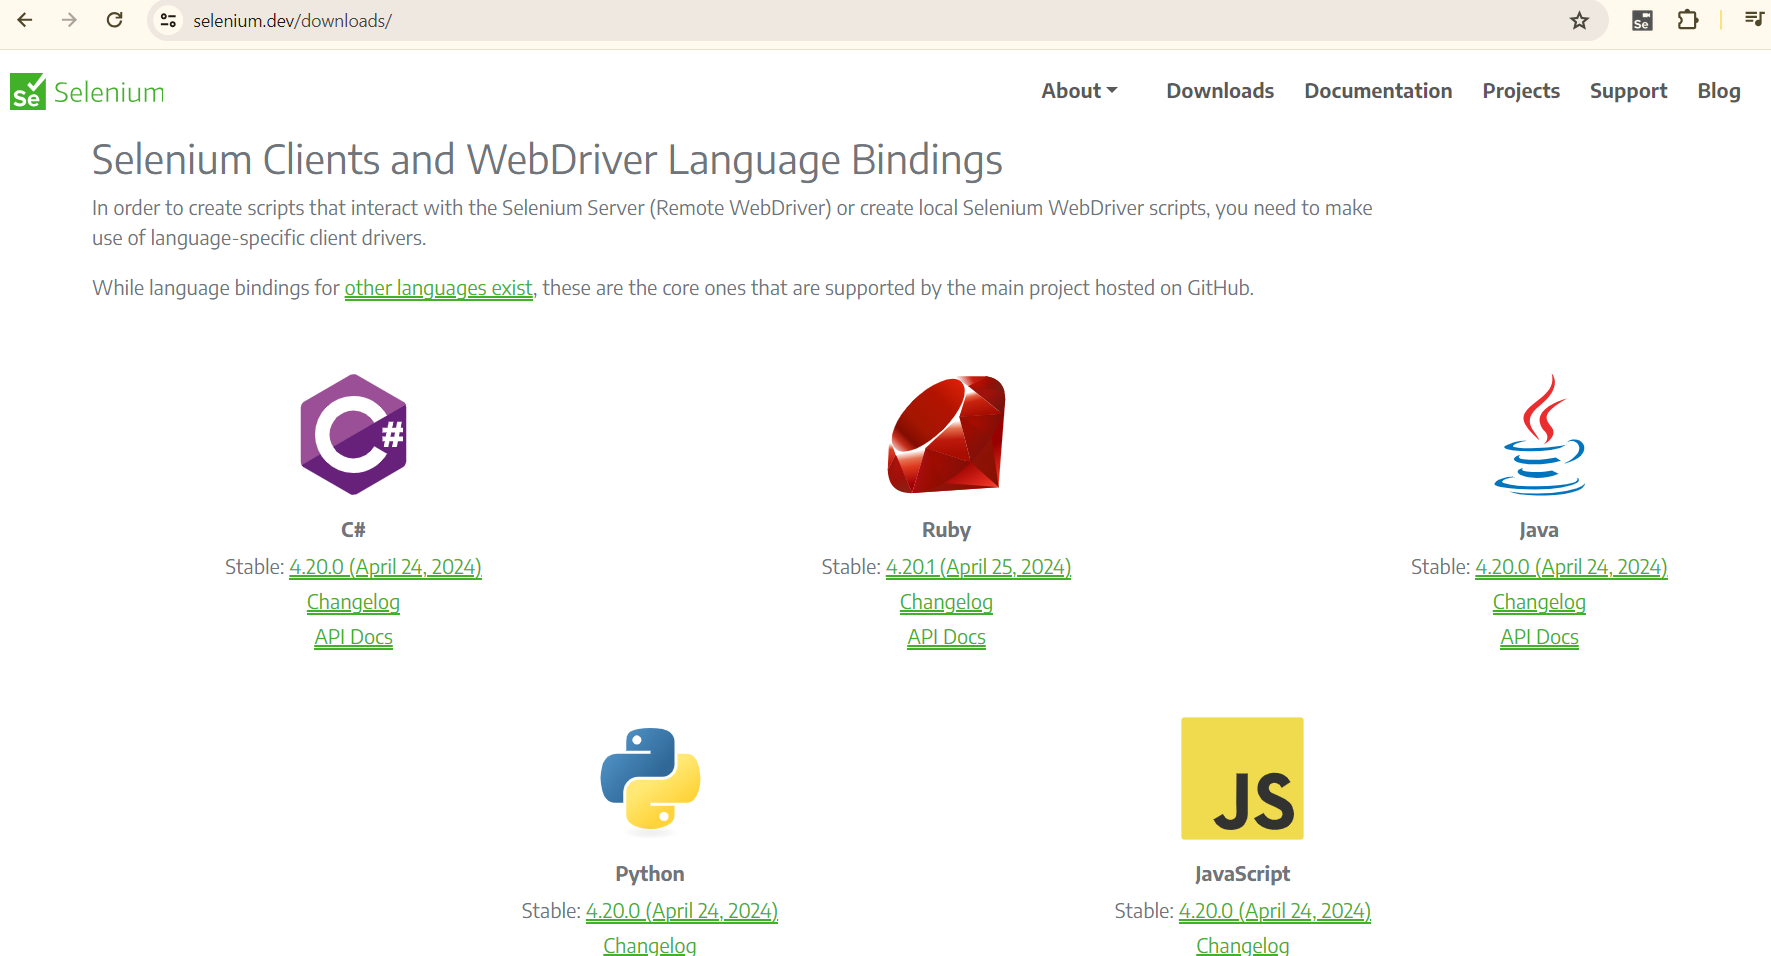 selenium.dev/downloads/
Se
Se Selenium
About Downloads Documentation Projects Support Blog
Selenium Clients and WebDriver Language Bindings
In order to create scripts that interact with the Selenium Server (Remote WebDriver) or create local Selenium WebDriver scripts, you need to make
use of language-specific client drivers.
While language bindings for other languages exist, these are the core ones that are supported by the main project hosted on GitHub.
C#
C#
Stable: 4.20.0 (April 24, 2024)
Changelog
API Docs
Ruby
Stable: 4.20.1 (April 25, 2024)
Changelog
API Docs
Java
Stable: 4.20.0 (April 24, 2024)
Changelog
API Docs
Python
Stable: 4.20.0 (April 24, 2024)
Changelog
JS
JavaScript
Stable: 4.20.0 (April 24, 2024)
Changelog